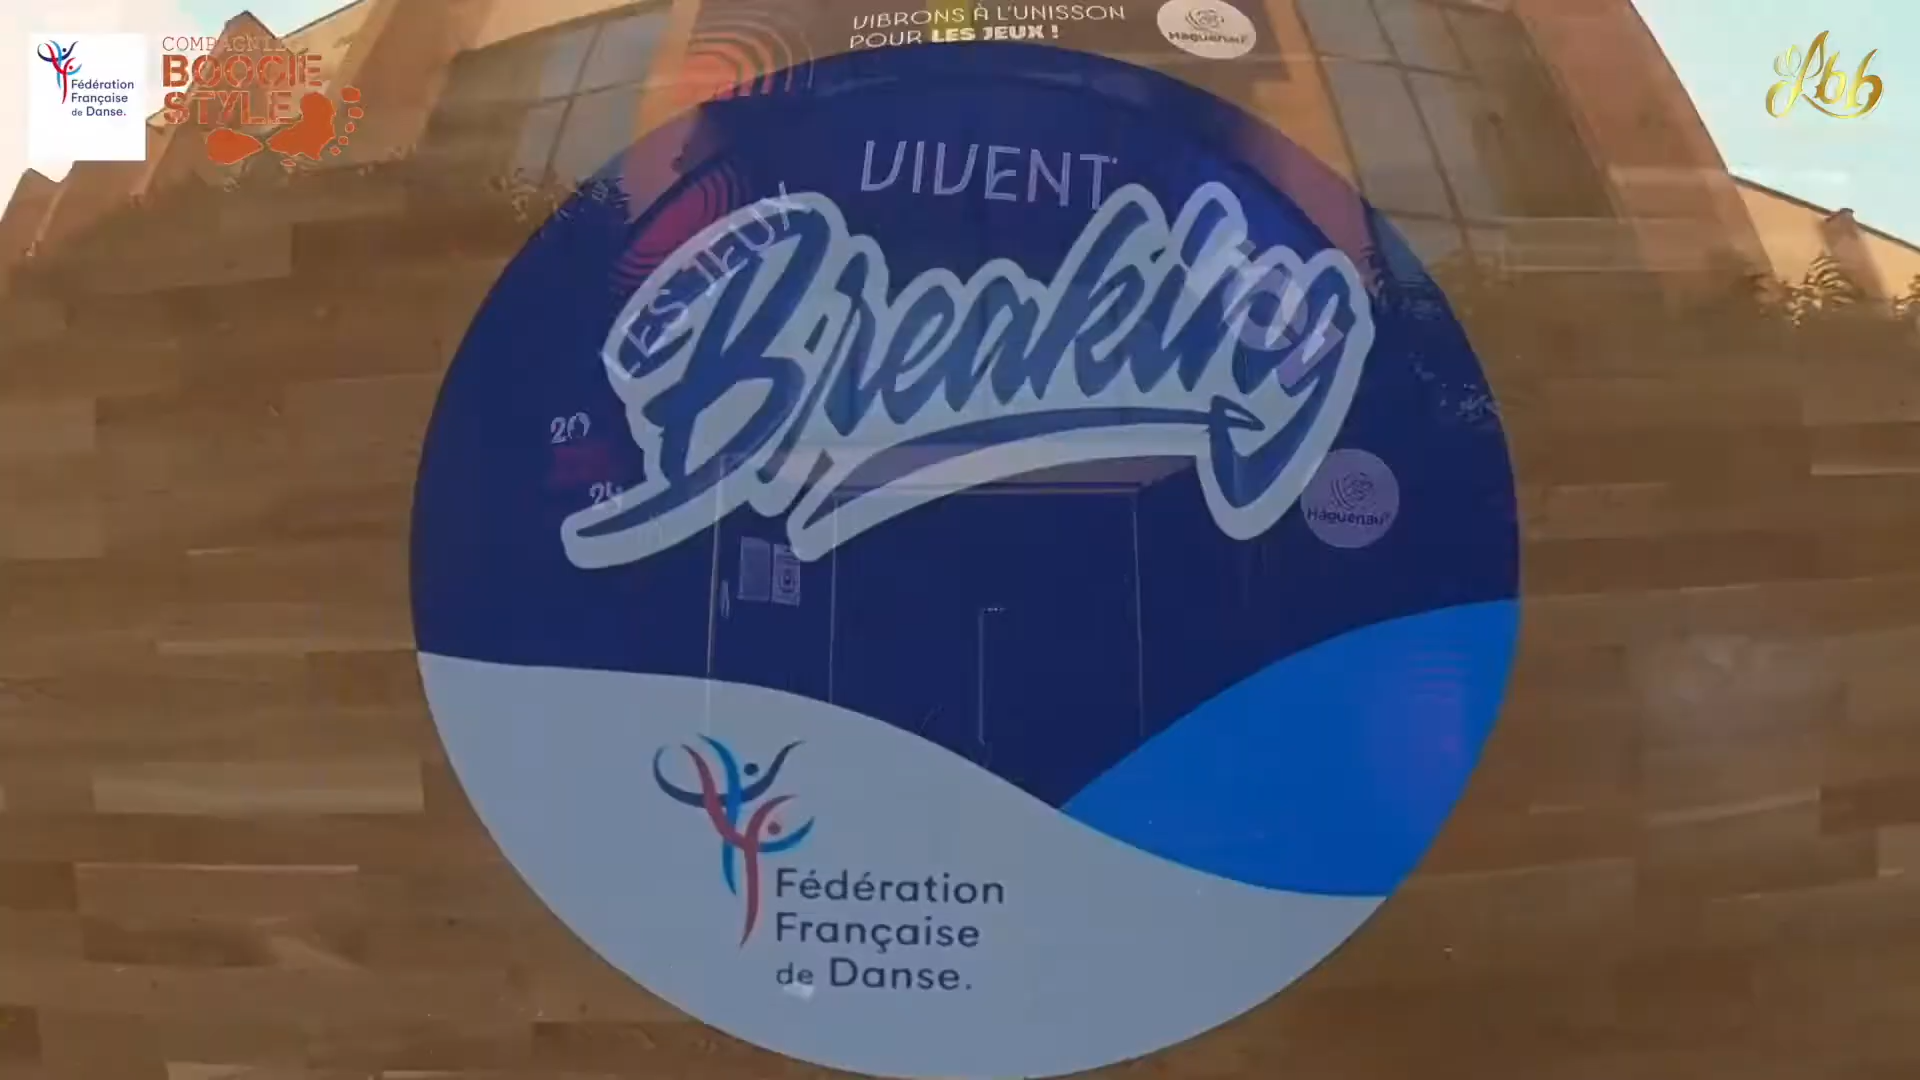 VIBRONS À L'UNISSON
POUR LES JEUX !
Haguenau
Fédération
Française
de Danse.
COMPAGNIE
BOOGIE
STYLE
Lbb
VIVENT
LES JEUX
Breaking
20
24
Haguenau
Fédération
Française
de Danse.